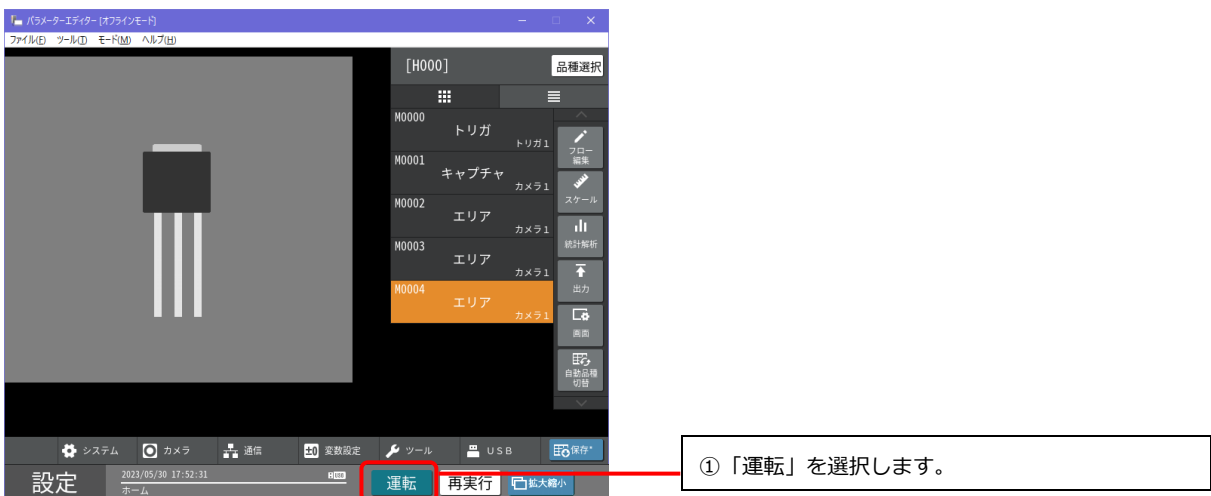 パラメーターエディター [オフラインモード]
ファイル(F) ツール(T) モード(M) ヘルプ(H)
[H000]
品種選択
M0000
トリガ
トリガ1
M0001
キャプチャ
カメラ1
M0002
エリア
カメラ1
M0003
エリア
カメラ1
M0004
エリア
カメラ1
フロー
編集
スケール
統計解析
出力
画面
自動品種
切替
システム カメラ 通信 ±0 変数設定 ツール USB 保存*
設定
2023/05/30 17:52:31
ホーム
運転 再実行 拡大縮小
①「運転」を選択します。